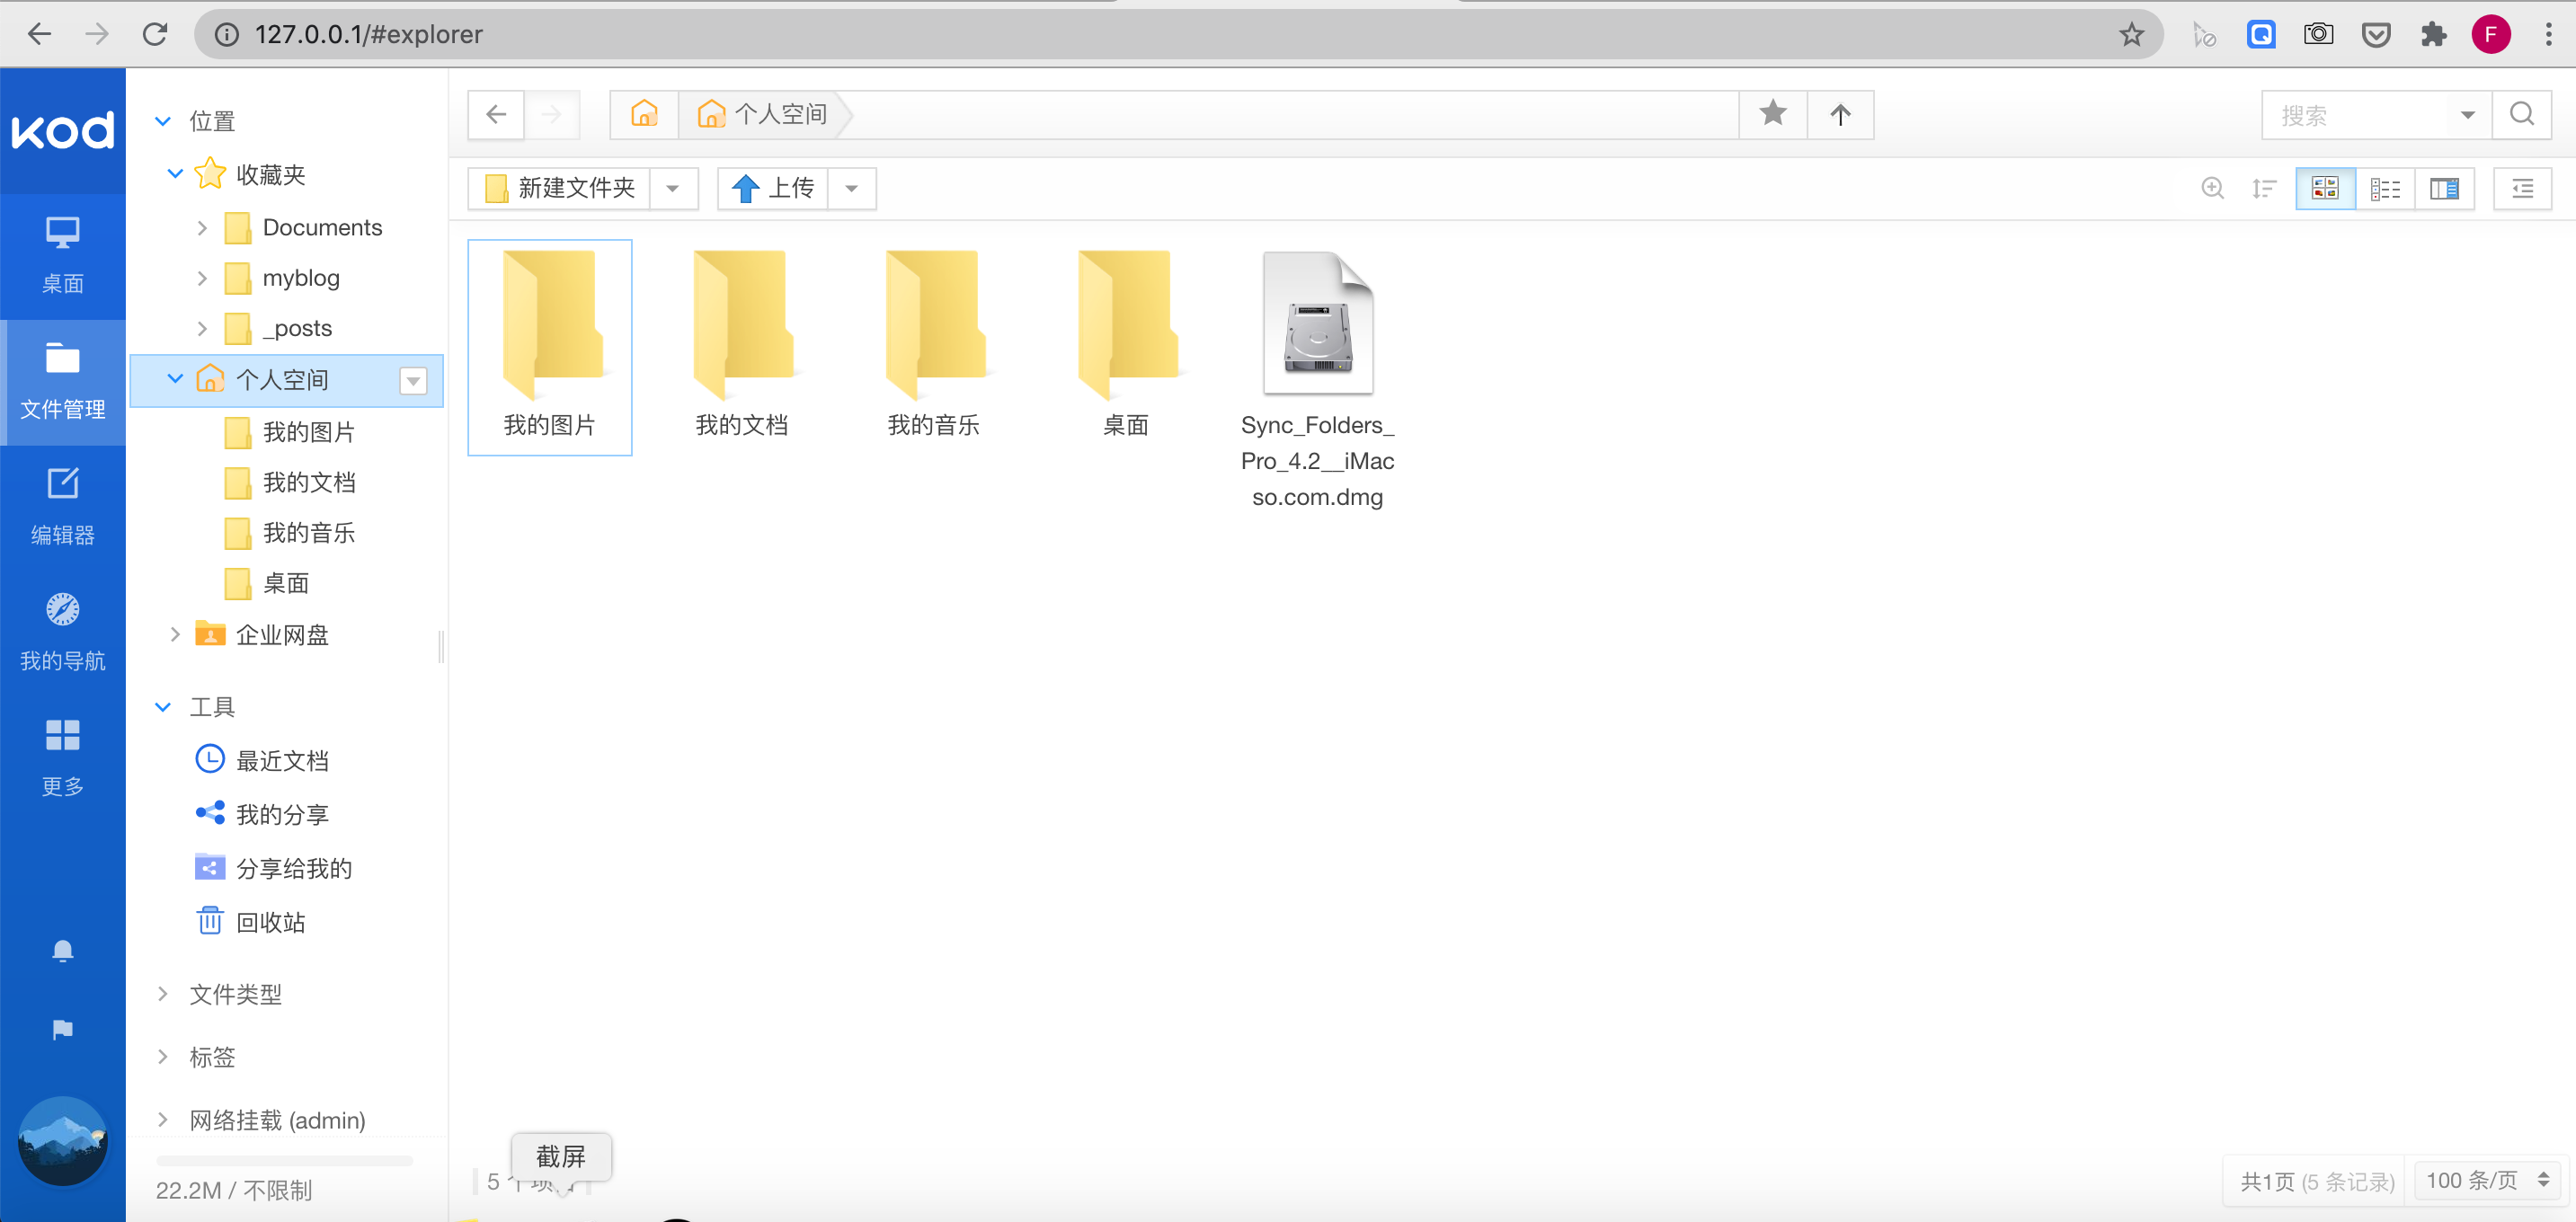 127.0.0.1/#explorer
F
kod
桌面
文件管理
编辑器
我的导航
更多
位置
收藏夹
Documents
myblog
_posts
个人空间
我的图片
我的文档
我的音乐
桌面
企业网盘
工具
最近文档
我的分享
分享给我的
回收站
文件类型
标签
网络挂载 (admin)
22.2M / 不限制
个人空间
搜索
新建文件夹
上传
我的图片
我的文档
我的音乐
桌面
Sync_Folders_
Pro_4.2__iMac
so.com.dmg
截屏
5 个
共1页 (5 条记录)
100 条/页